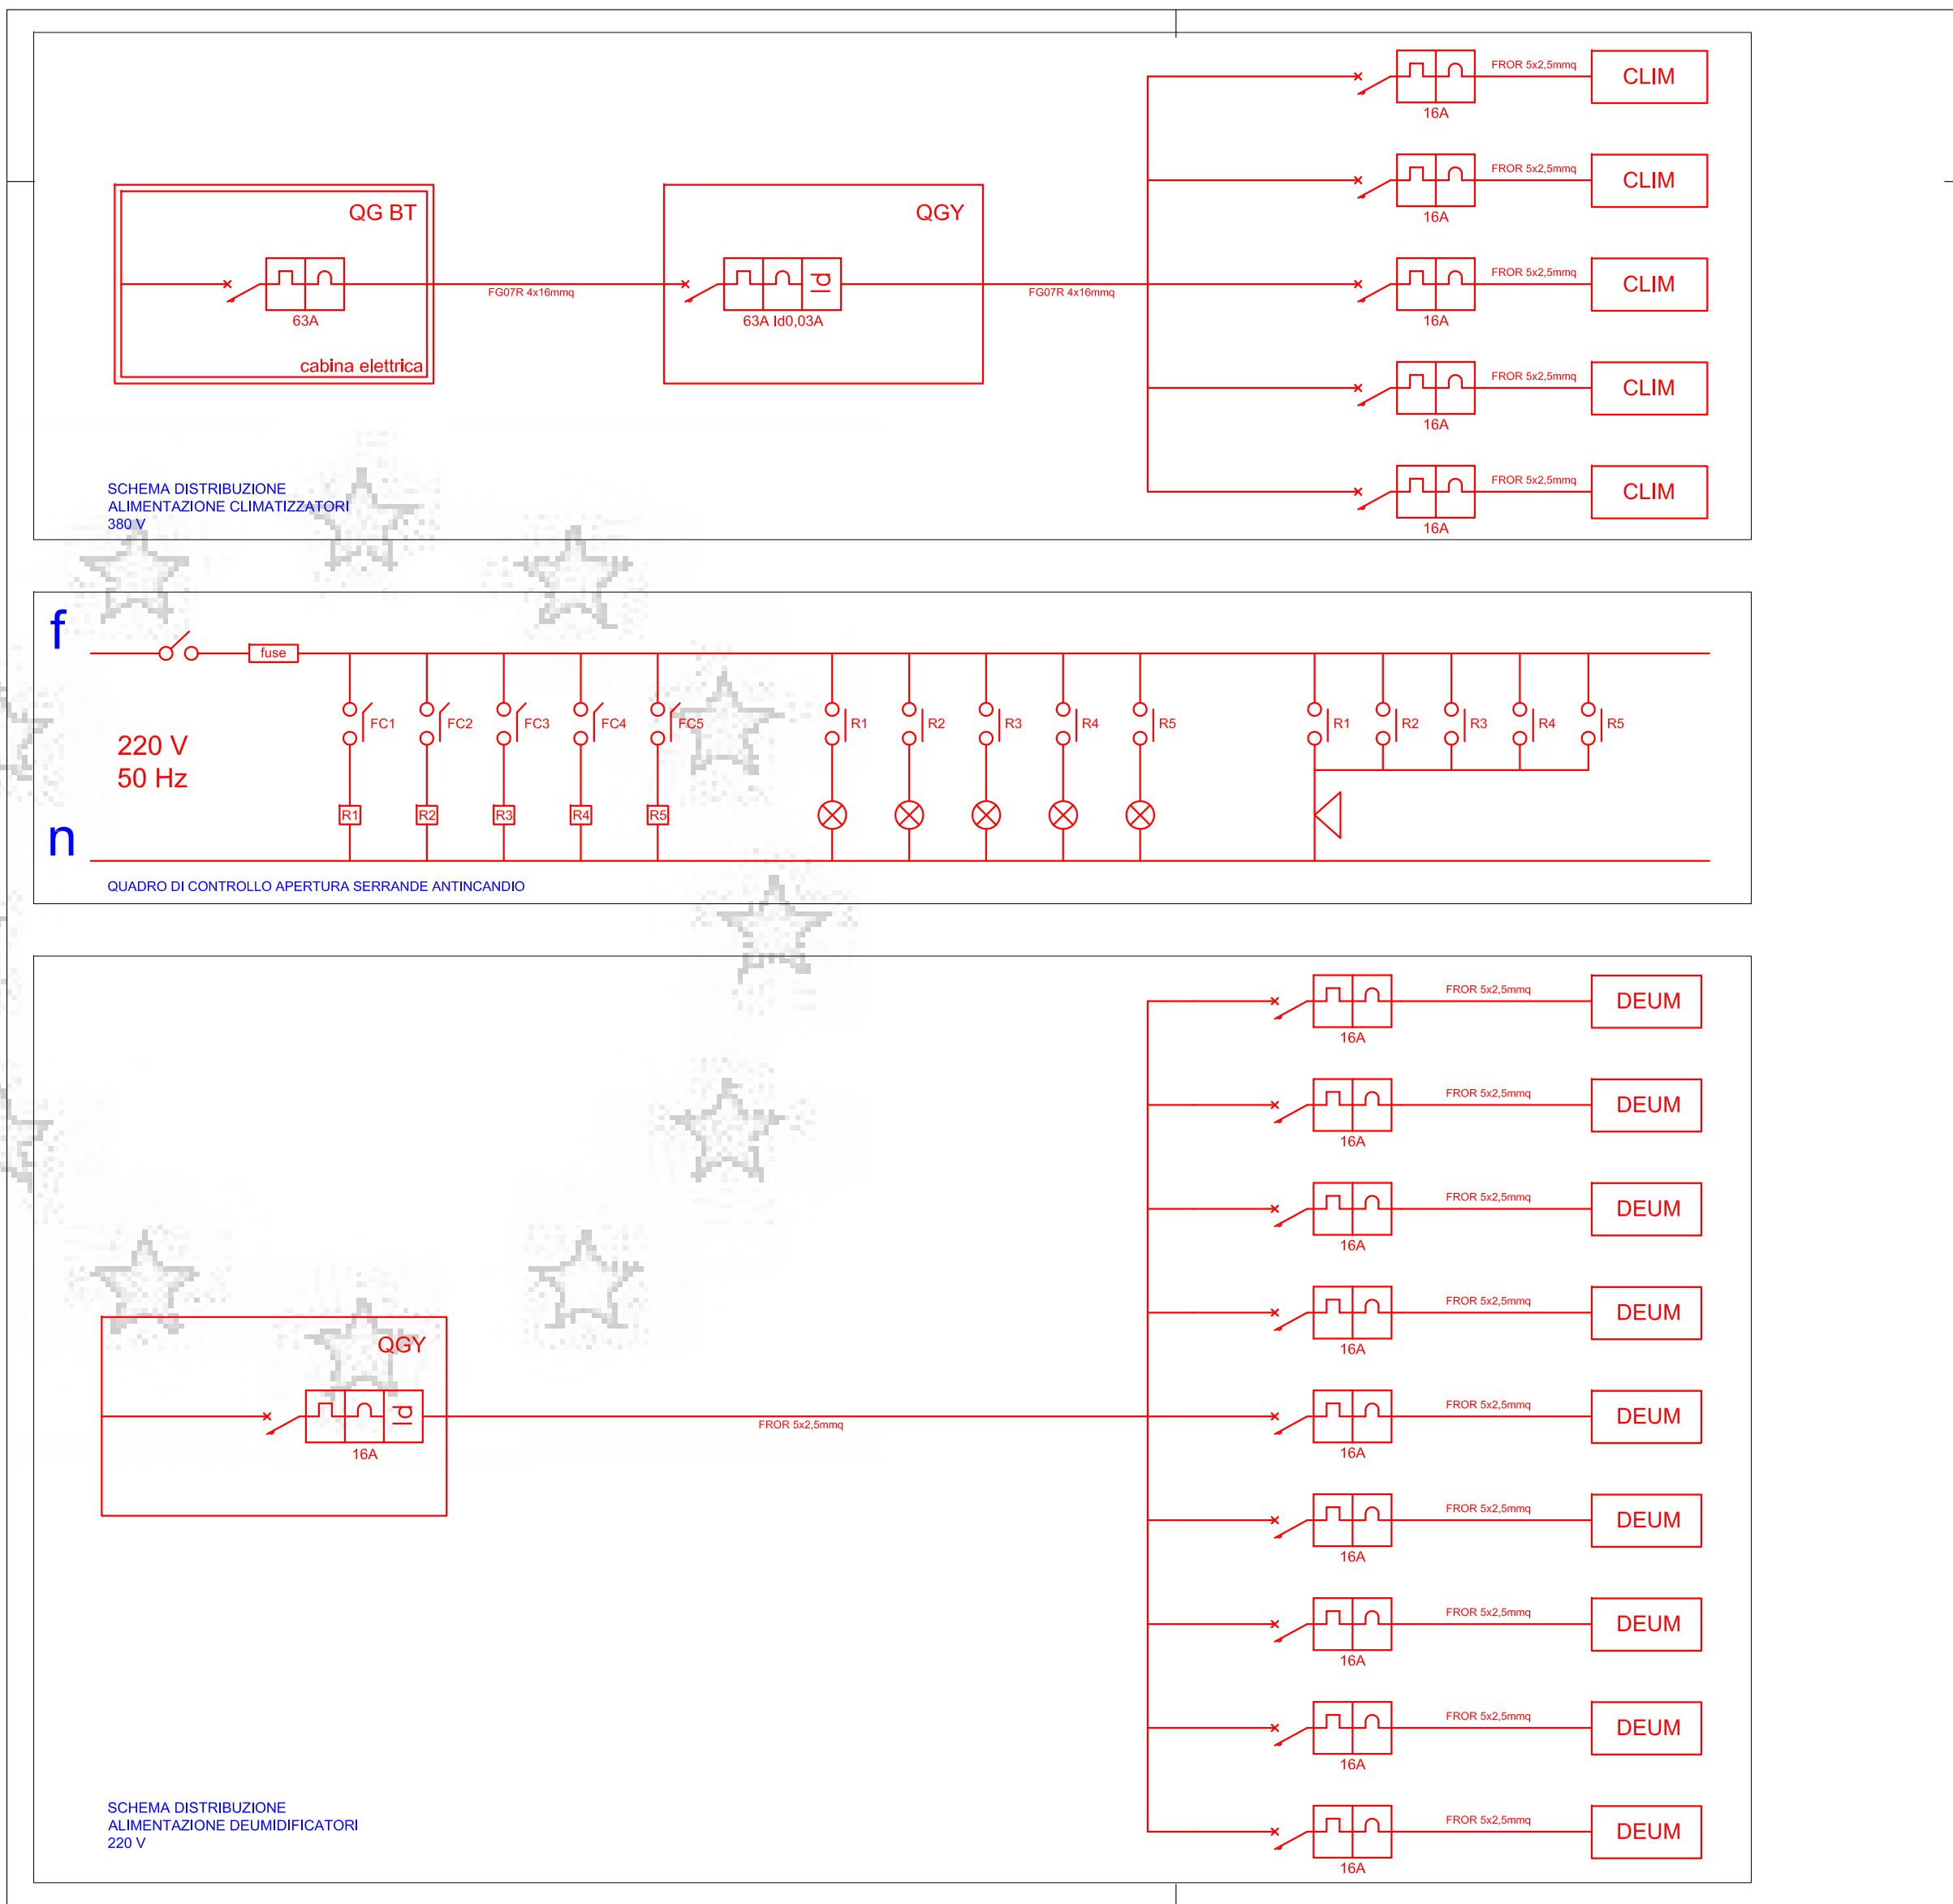 FROR 5x2,5mmq
CLIM
16A
FROR 5x2,5mmq
CLIM
16A
QG BT
QGY
FROR 5x2,5mmq
CLIM
FG07R 4x16mmq
FG07R 4x16mmq
63A
63A Id0,03A
16A
Id
cabina elettrica
FROR 5x2,5mmq
CLIM
16A
FROR 5x2,5mmq
CLIM
16A
SCHEMA DISTRIBUZIONE
ALIMENTAZIONE CLIMATIZZATORI
380 V
f
fuse
FC1 FC2 FC3 FC4 FC5 R1 R2 R3 R4 R5 R1 R2 R3 R4 R5
220 V
50 Hz
R1 R2 R3 R4 R5
n
QUADRO DI CONTROLLO APERTURA SERRANDE ANTINCANDIO
FROR 5x2,5mmq
DEUM
16A
FROR 5x2,5mmq
DEUM
16A
FROR 5x2,5mmq
DEUM
16A
FROR 5x2,5mmq
DEUM
16A
QGY
Id
16A
FROR 5x2,5mmq
FROR 5x2,5mmq
DEUM
16A
FROR 5x2,5mmq
DEUM
16A
FROR 5x2,5mmq
DEUM
16A
FROR 5x2,5mmq
DEUM
16A
FROR 5x2,5mmq
DEUM
16A
SCHEMA DISTRIBUZIONE
ALIMENTAZIONE DEUMIDIFICATORI
220 V